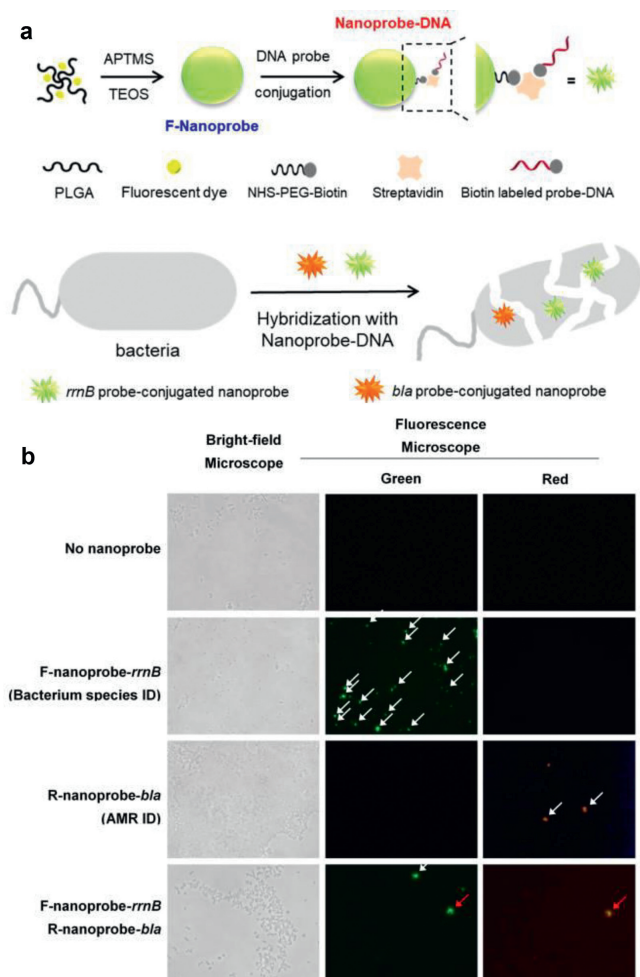 a
Nanoprobe-DNA
APTMS
TEOS
DNA probe
conjugation
=
F-Nanoprobe
PLGA
Fluorescent dye
NHS-PEG-Biotin
Streptavidin
Biotin labeled probe-DNA
bacteria
Hybridization with
Nanoprobe-DNA
rrnB probe-conjugated nanoprobe
bla probe-conjugated nanoprobe
b
Bright-field
Microscope
Fluorescence
Microscope
Green
Red
No nanoprobe
F-nanoprobe-rrnB
(Bacterium species ID)
R-nanoprobe-bla
(AMR ID)
F-nanoprobe-rrnB
R-nanoprobe-bla